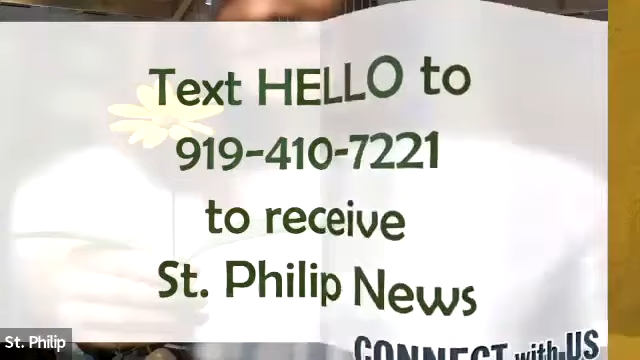 Text HELLO to
919-410-7221
to receive
St. Philip News
CONNECT with US
St. Philip